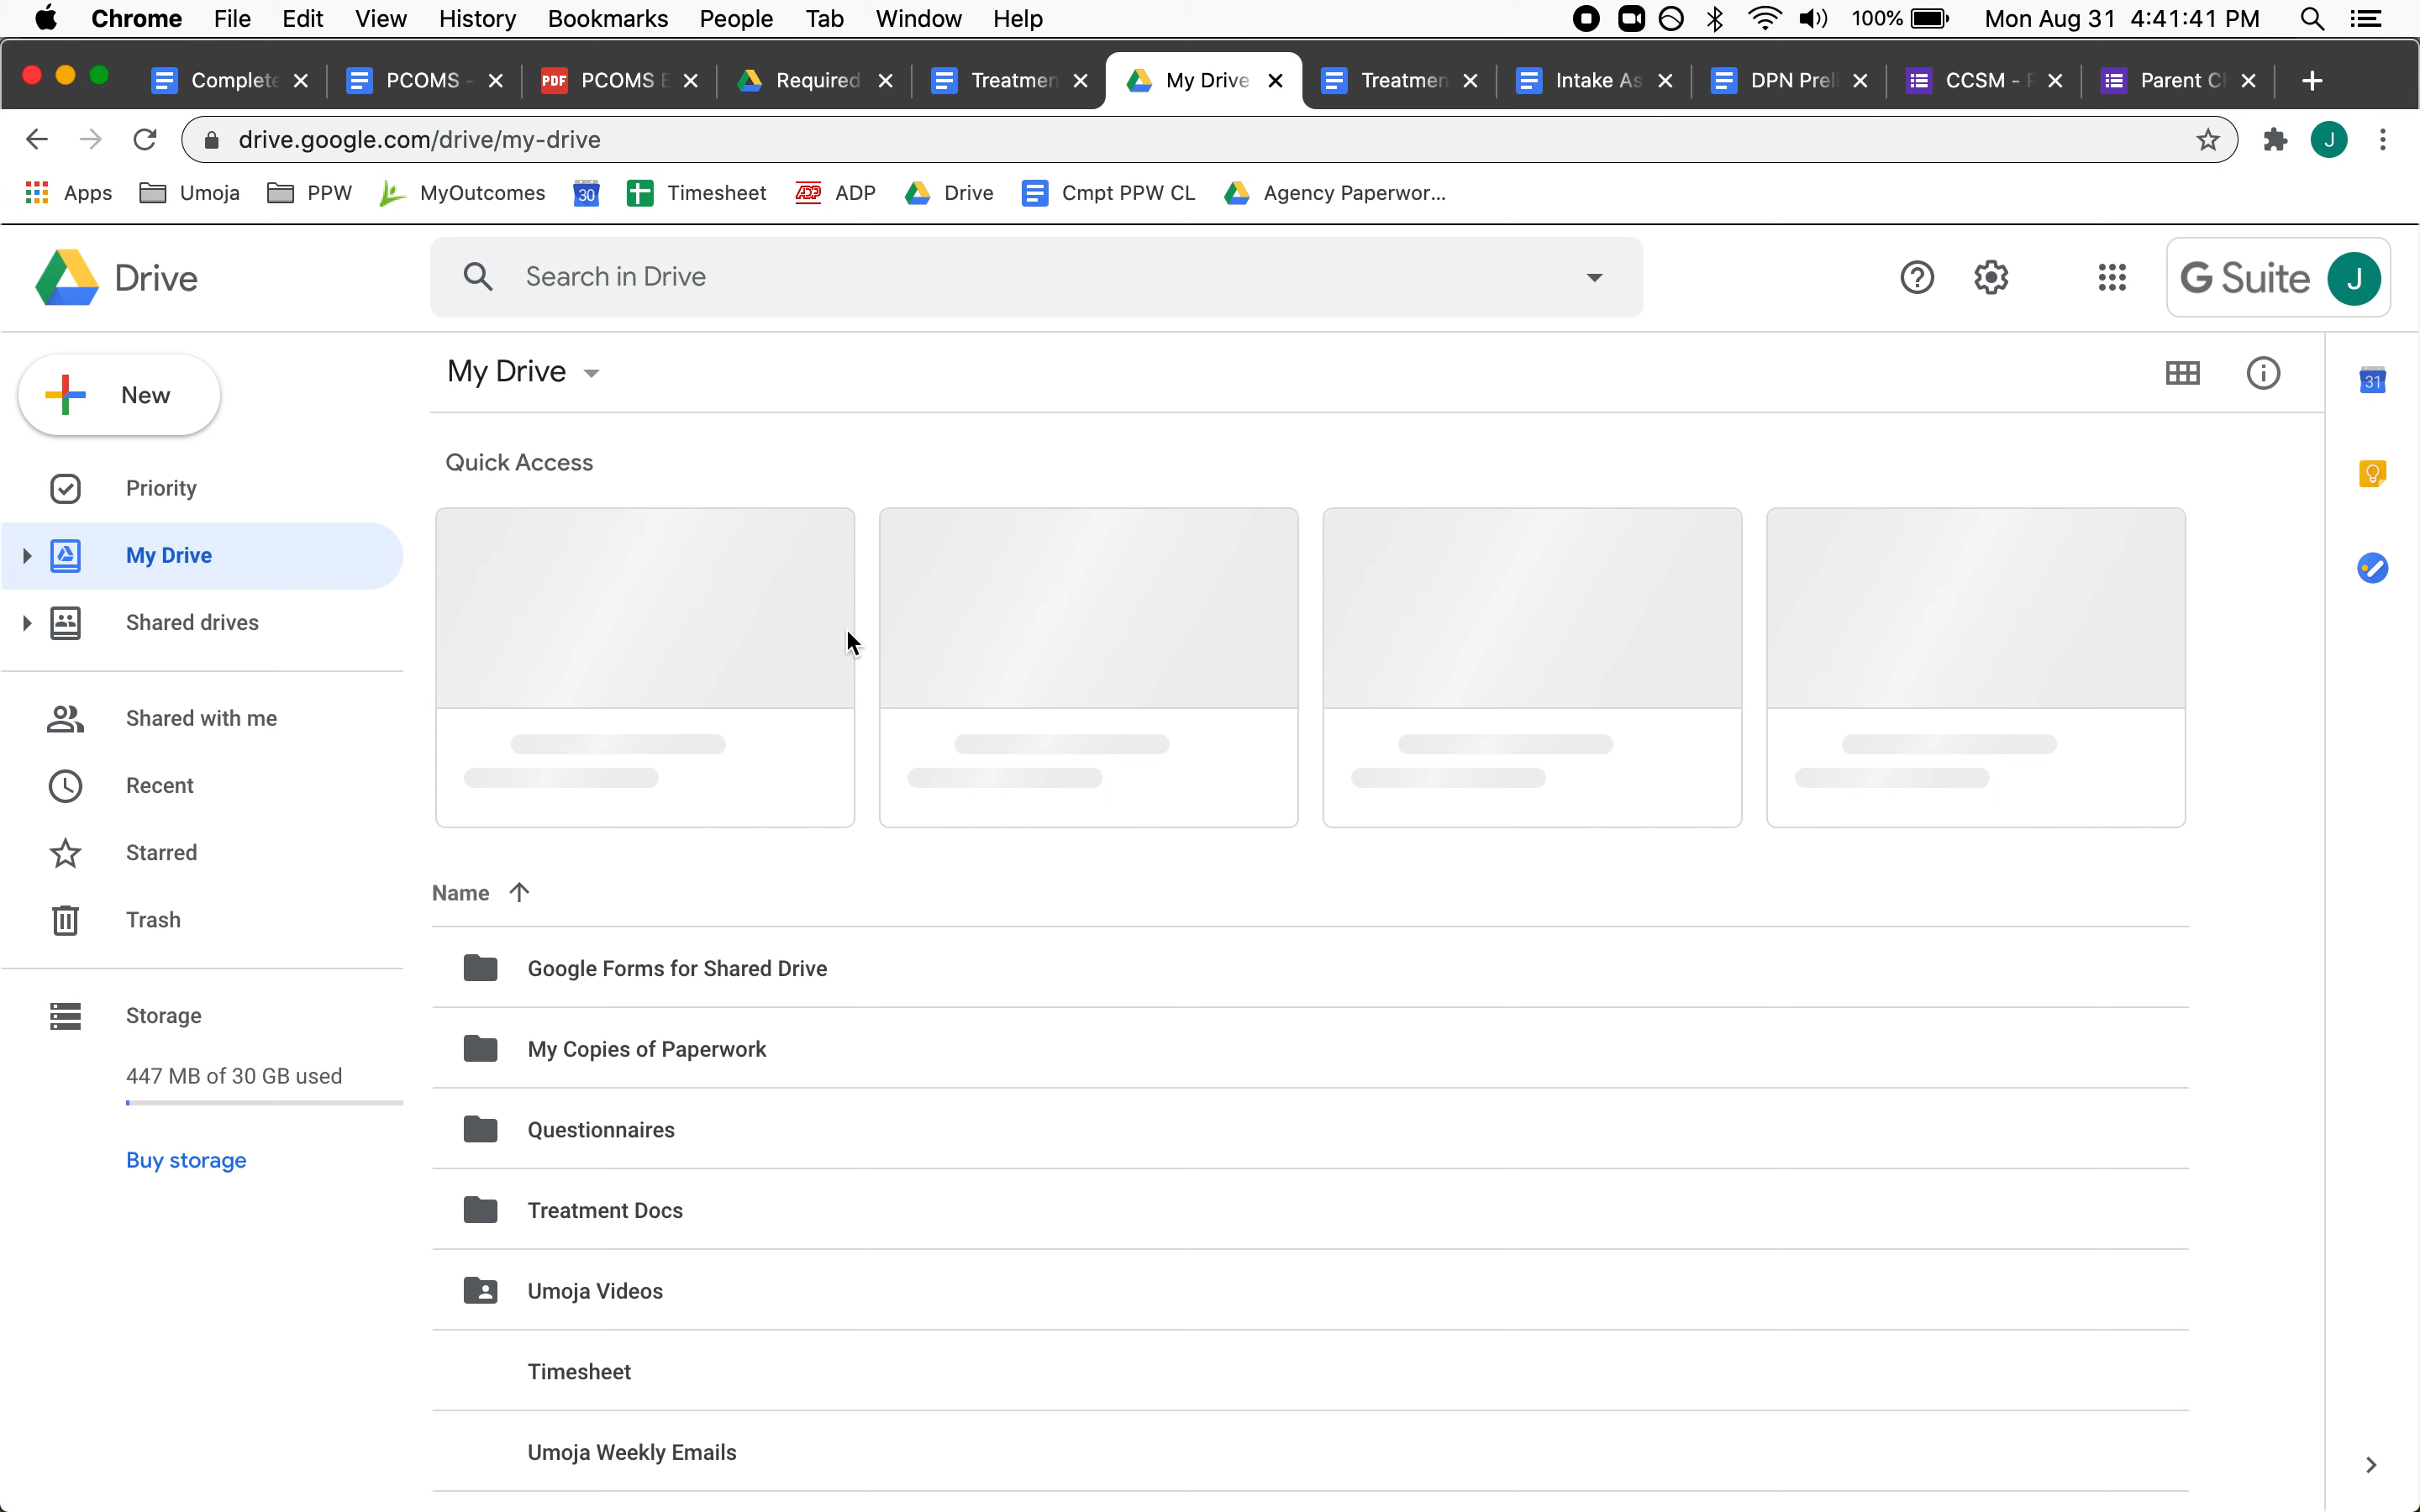 Chrome File Edit View History Bookmarks People Tab Window Help 100% Mon Aug 31 4:41:41 PM
Complete PCOMS - PDF PCOMS E Required Treatmen My Drive Treatmen Intake As DPN Preli CCSM - Parent C
drive.google.com/drive/my-drive J
Apps Umoja PPW MyOutcomes 30 Timesheet ADP ADP Drive Cmpt PPW CL Agency Paperwor...
Drive Search in Drive G Suite J
New
My Drive
31
Quick Access
Priority
My Drive
Shared drives
Shared with me
Recent
Starred
Trash
Storage
447 MB of 30 GB used
Buy storage
Name
Google Forms for Shared Drive
My Copies of Paperwork
Questionnaires
Treatment Docs
Umoja Videos
Timesheet
Umoja Weekly Emails